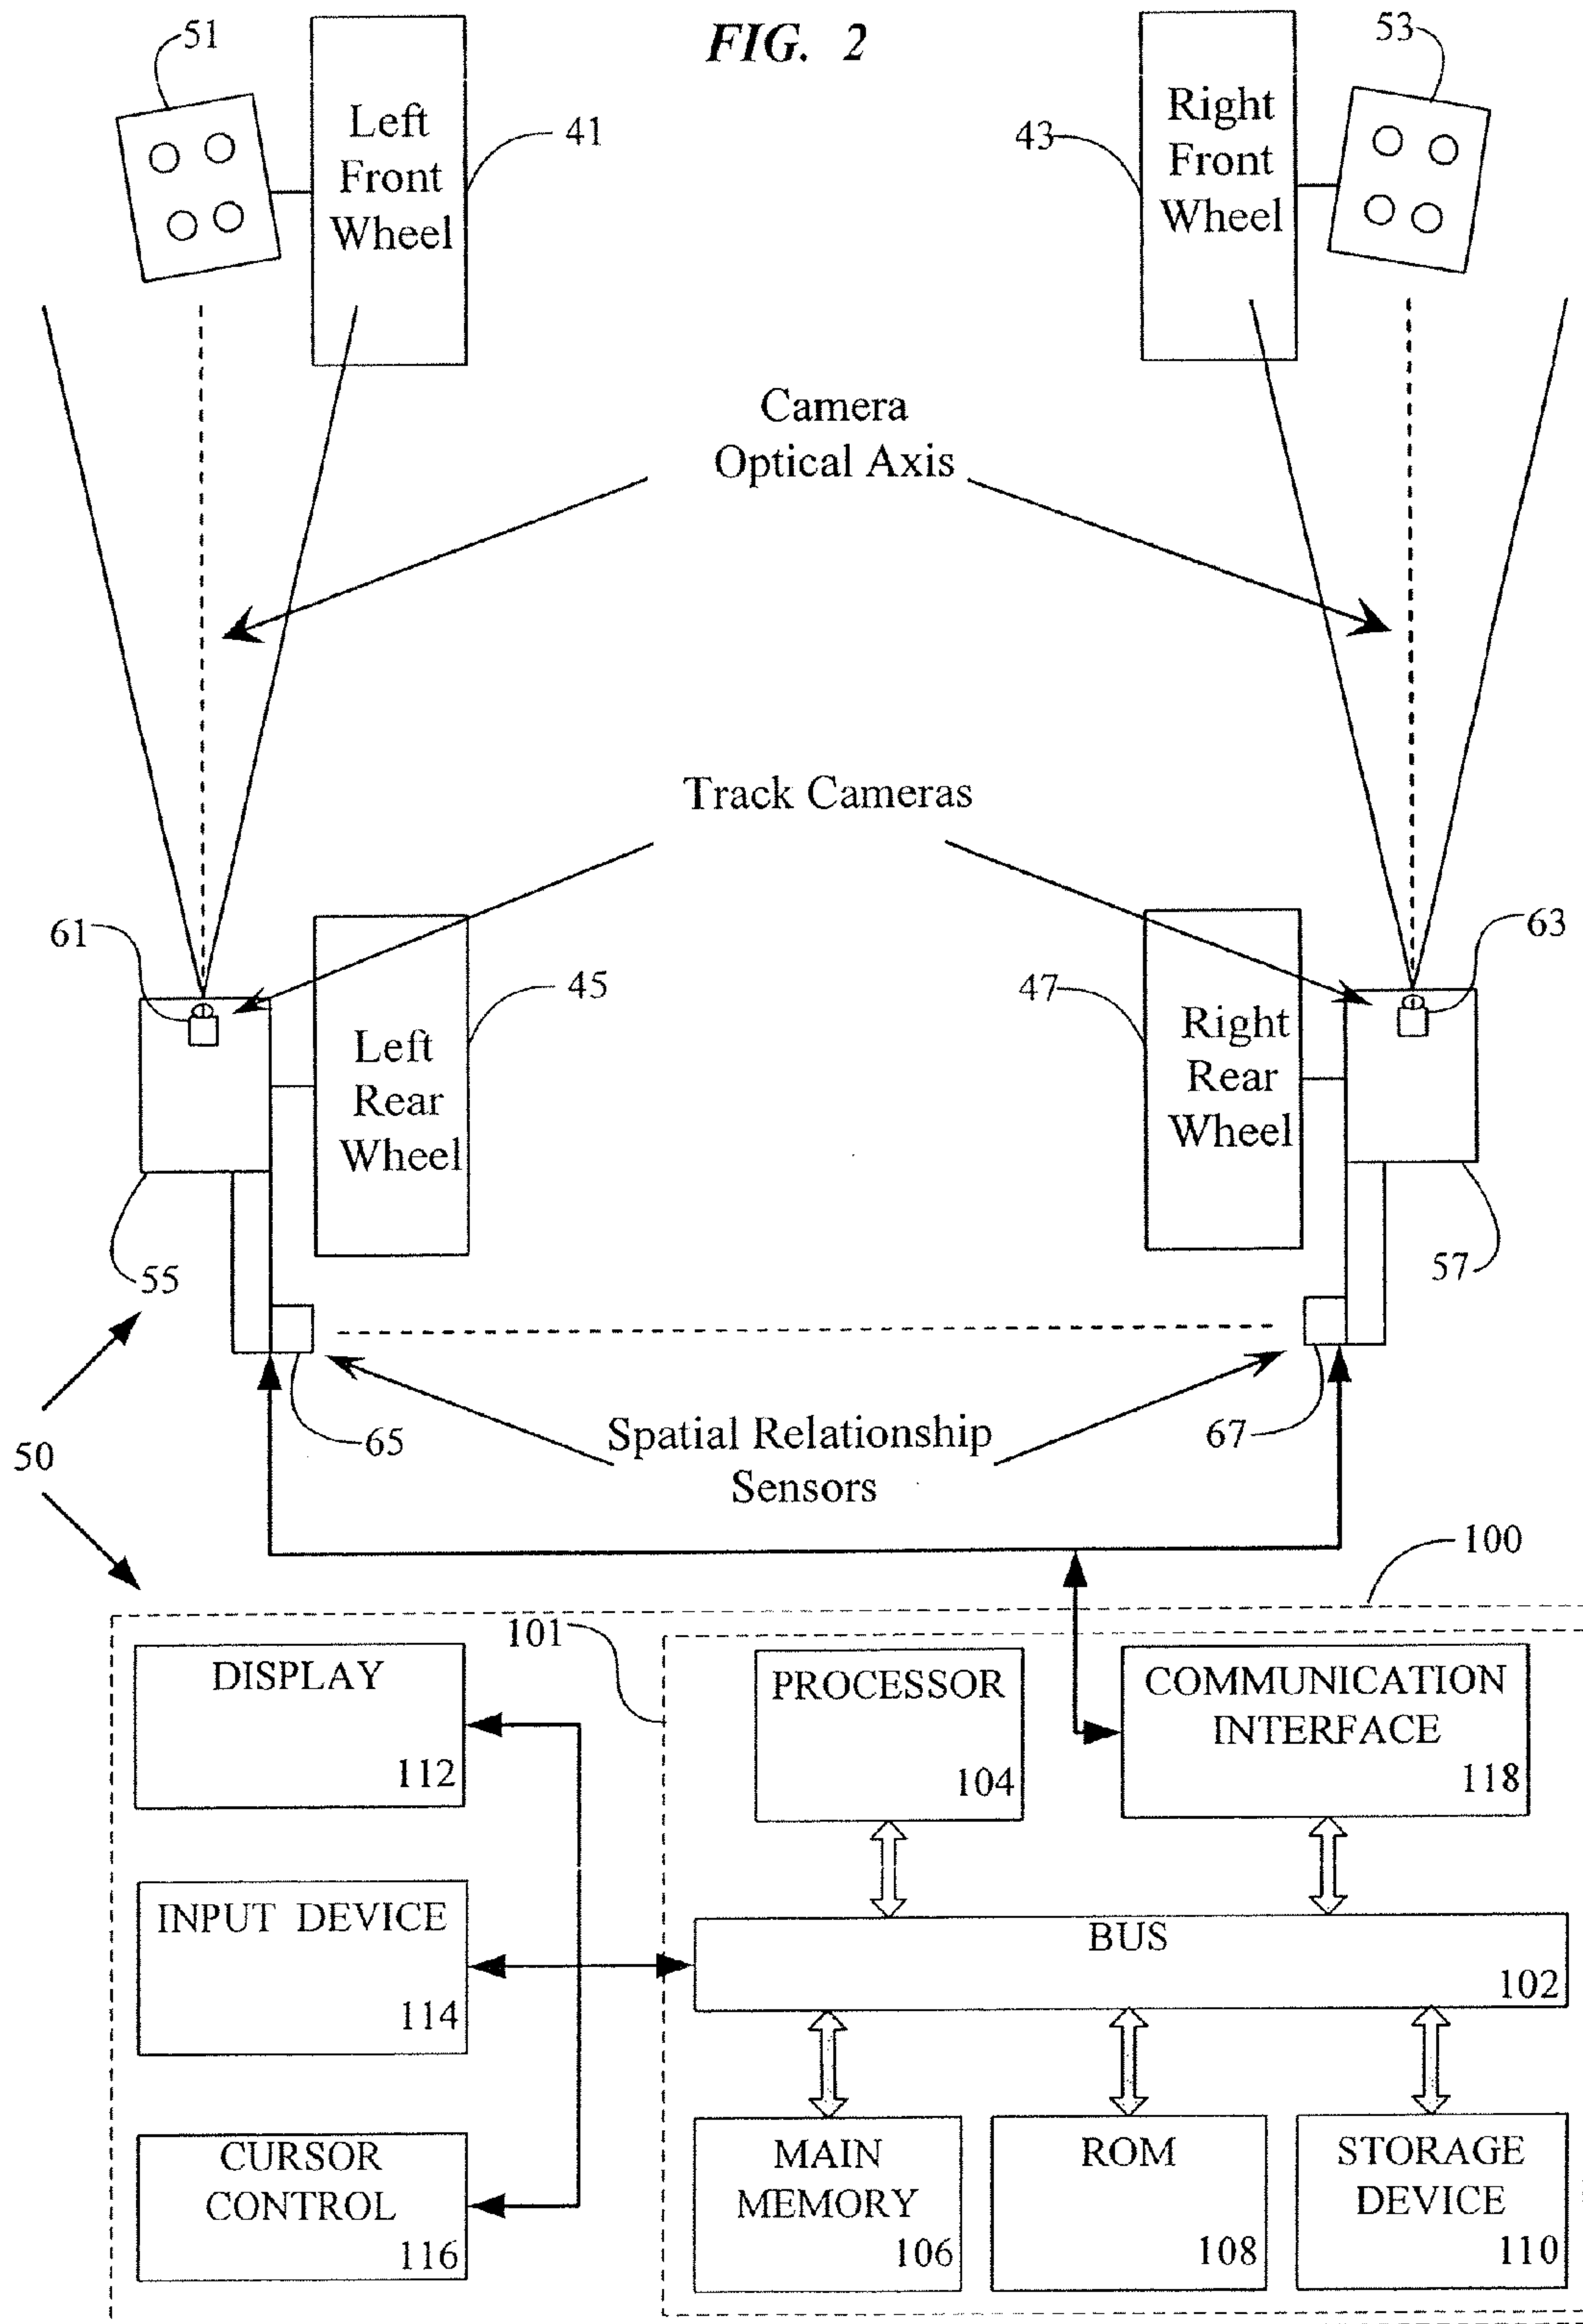 FIG. 2
51
53
Left
Front
Wheel
41
43
Right
Front
Wheel
Camera
Optical Axis
Track Cameras
61
63
45
47
Left
Rear
Wheel
Right
Rear
Wheel
55
57
65
67
Spatial Relationship
Sensors
50
100
101
DISPLAY
112
PROCESSOR
104
COMMUNICATION
INTERFACE
118
INPUT DEVICE
114
BUS
102
CURSOR
CONTROL
116
MAIN
MEMORY
106
ROM
108
STORAGE
DEVICE
110